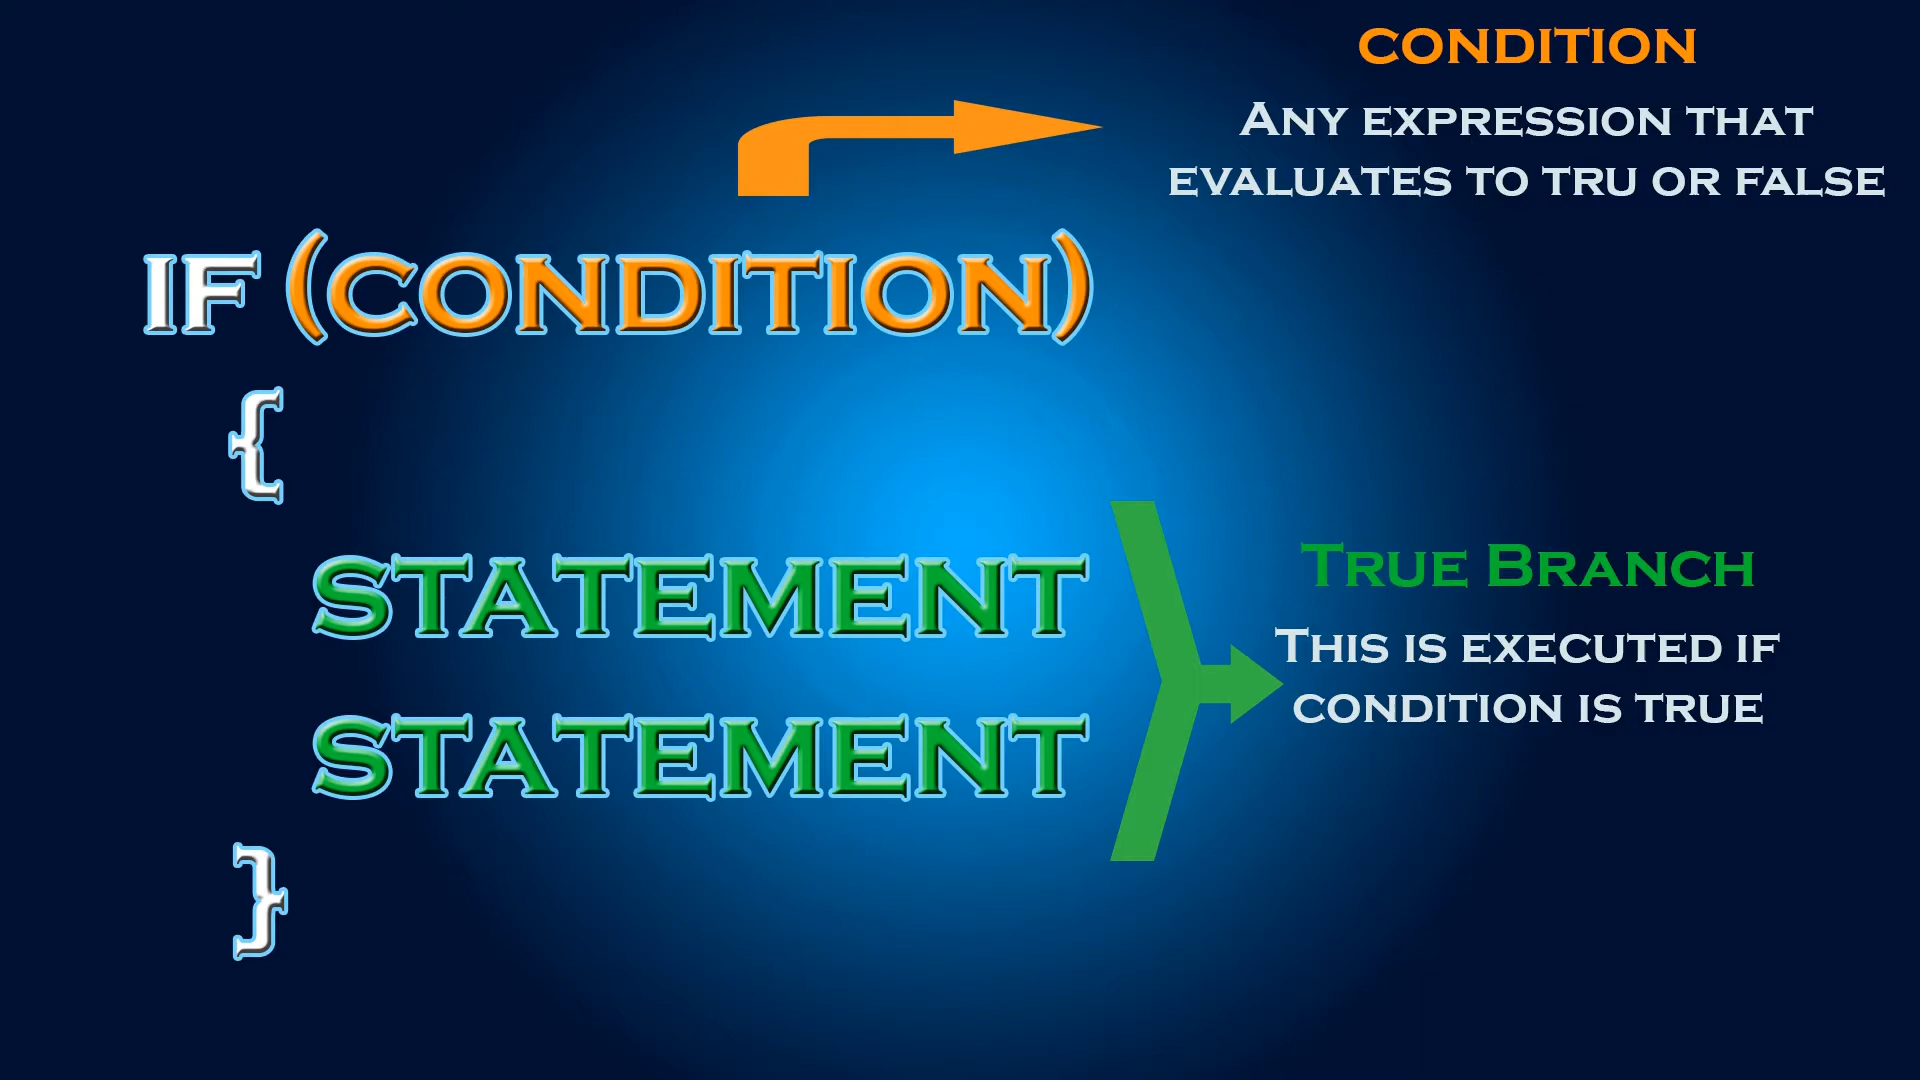 CONDITION
ANY EXPRESSION THAT
EVALUATES TO TRU OR FALSE
IF (CONDITION)
{
STATEMENT
STATEMENT
}
TRUE BRANCH
THIS IS EXECUTED IF
CONDITION IS TRUE